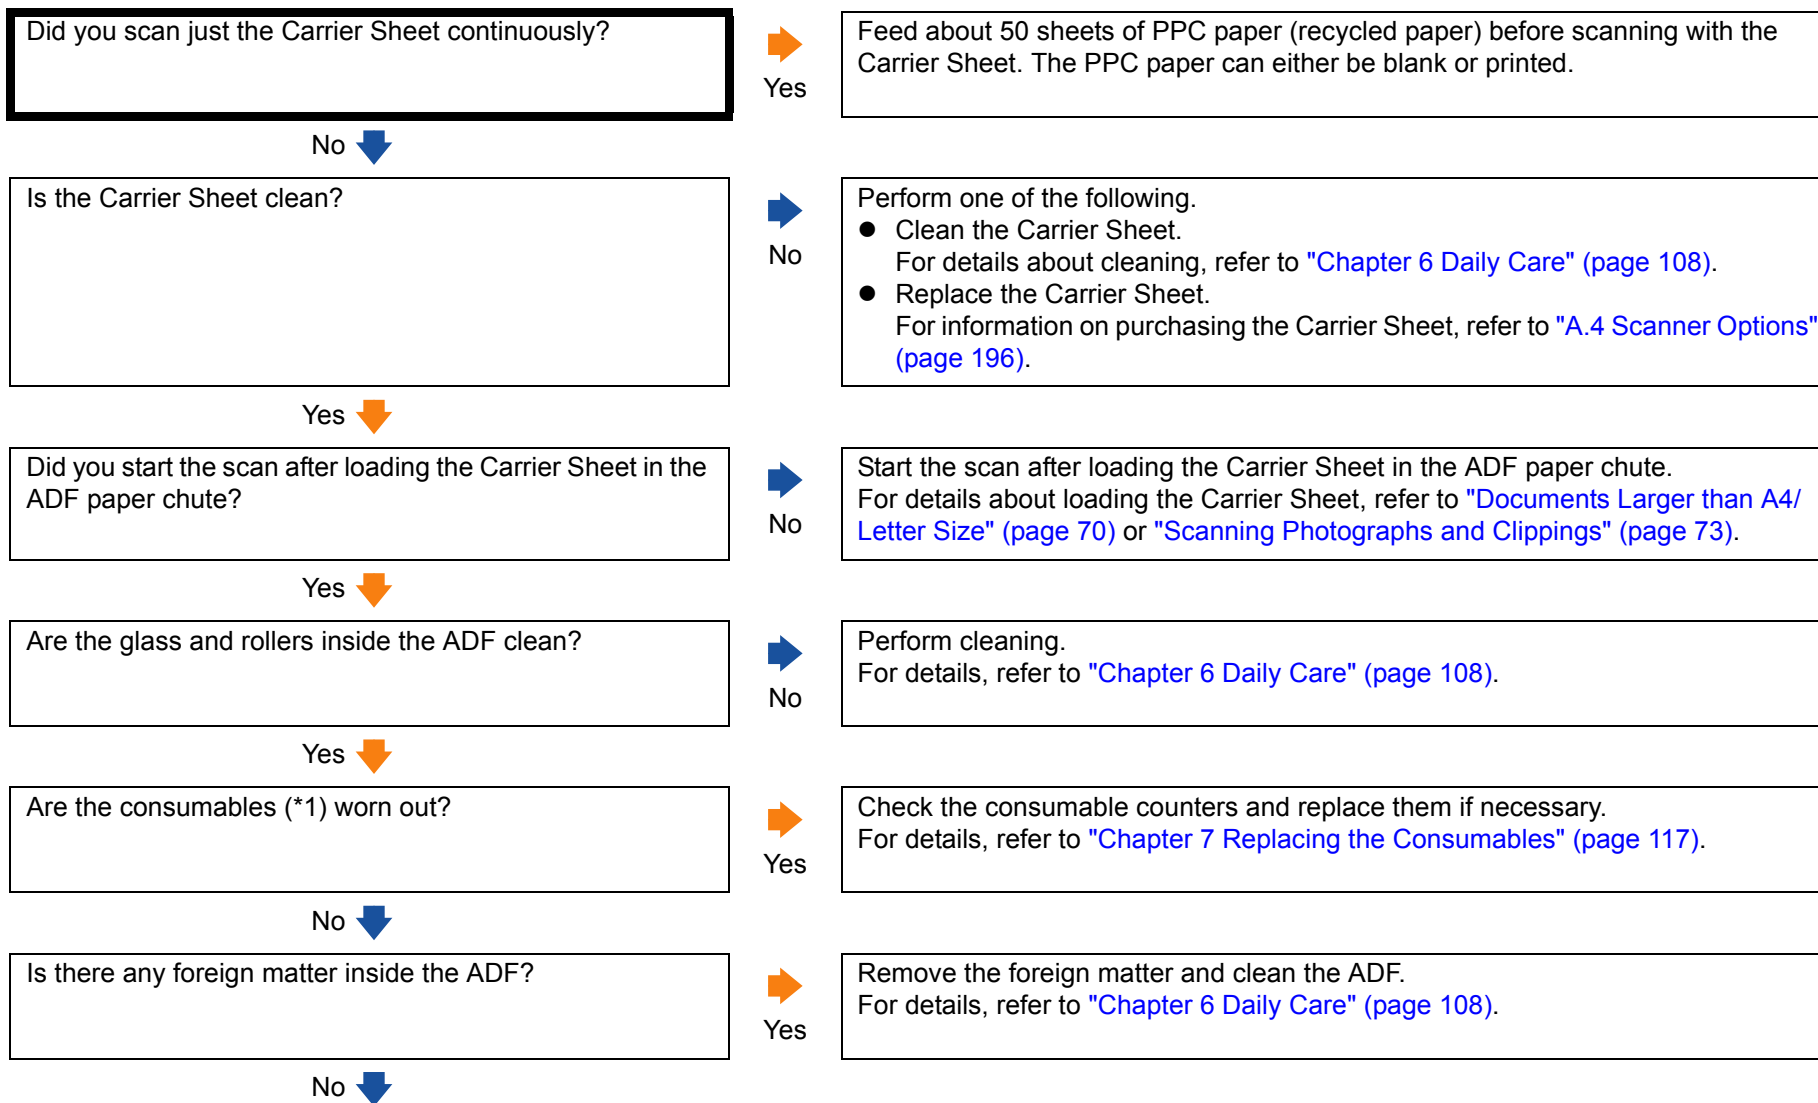 Did you scan just the Carrier Sheet continuously?
Yes
Feed about 50 sheets of PPC paper (recycled paper) before scanning with the
Carrier Sheet. The PPC paper can either be blank or printed.
No
Is the Carrier Sheet clean?
No
Perform one of the following.
● Clean the Carrier Sheet.
For details about cleaning, refer to "Chapter 6 Daily Care" (page 108).
● Replace the Carrier Sheet.
For information on purchasing the Carrier Sheet, refer to "A.4 Scanner Options"
(page 196).
Yes
Did you start the scan after loading the Carrier Sheet in the
ADF paper chute?
No
Start the scan after loading the Carrier Sheet in the ADF paper chute.
For details about loading the Carrier Sheet, refer to "Documents Larger than A4/
Letter Size" (page 70) or "Scanning Photographs and Clippings" (page 73).
Yes
Are the glass and rollers inside the ADF clean?
No
Perform cleaning.
For details, refer to "Chapter 6 Daily Care" (page 108).
Yes
Are the consumables (*1) worn out?
Yes
Check the consumable counters and replace them if necessary.
For details, refer to "Chapter 7 Replacing the Consumables" (page 117).
No
Is there any foreign matter inside the ADF?
Yes
Remove the foreign matter and clean the ADF.
For details, refer to "Chapter 6 Daily Care" (page 108).
No